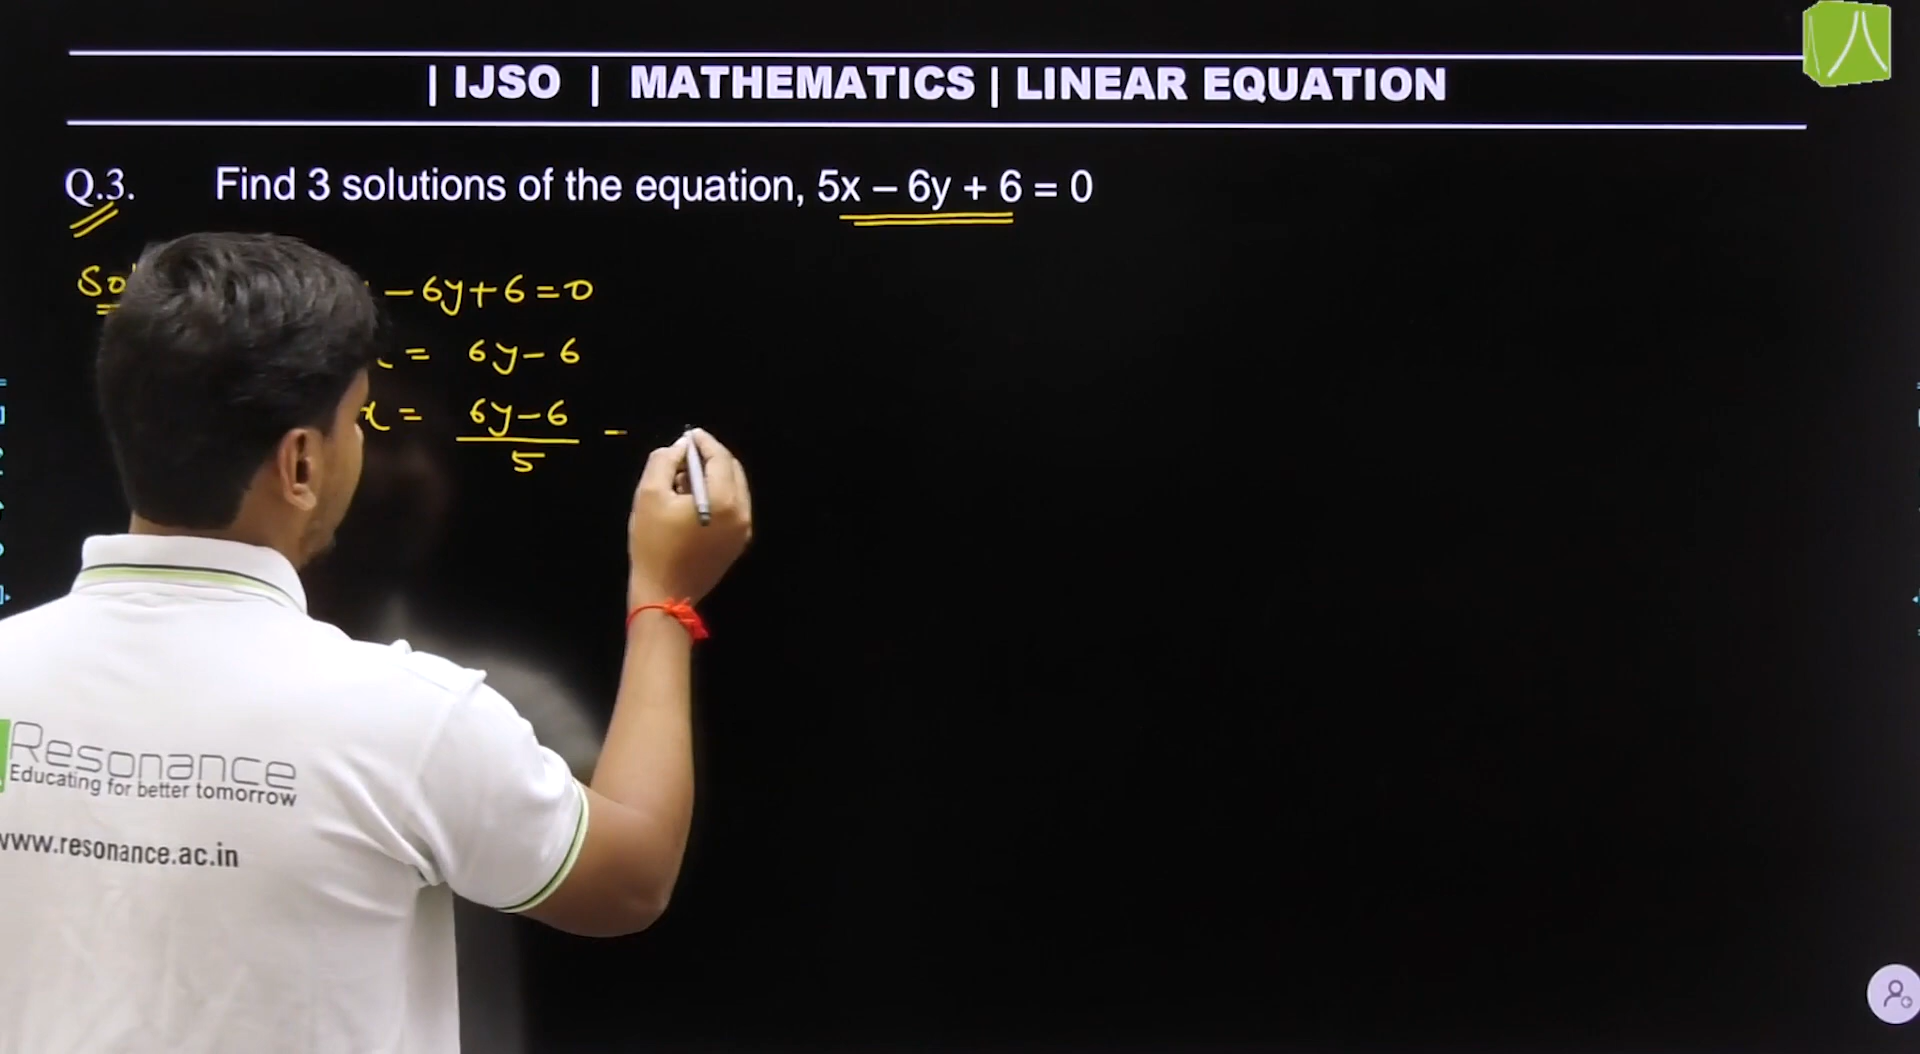 | IJSO | MATHEMATICS | LINEAR EQUATION
Q.3. Find 3 solutions of the equation, 5x – 6y + 6 = 0
So
- 6y + 6 = 0
= 6y - 6
x = 6y - 6
5
Resonance
Educating for better tomorrow
www.resonance.ac.in